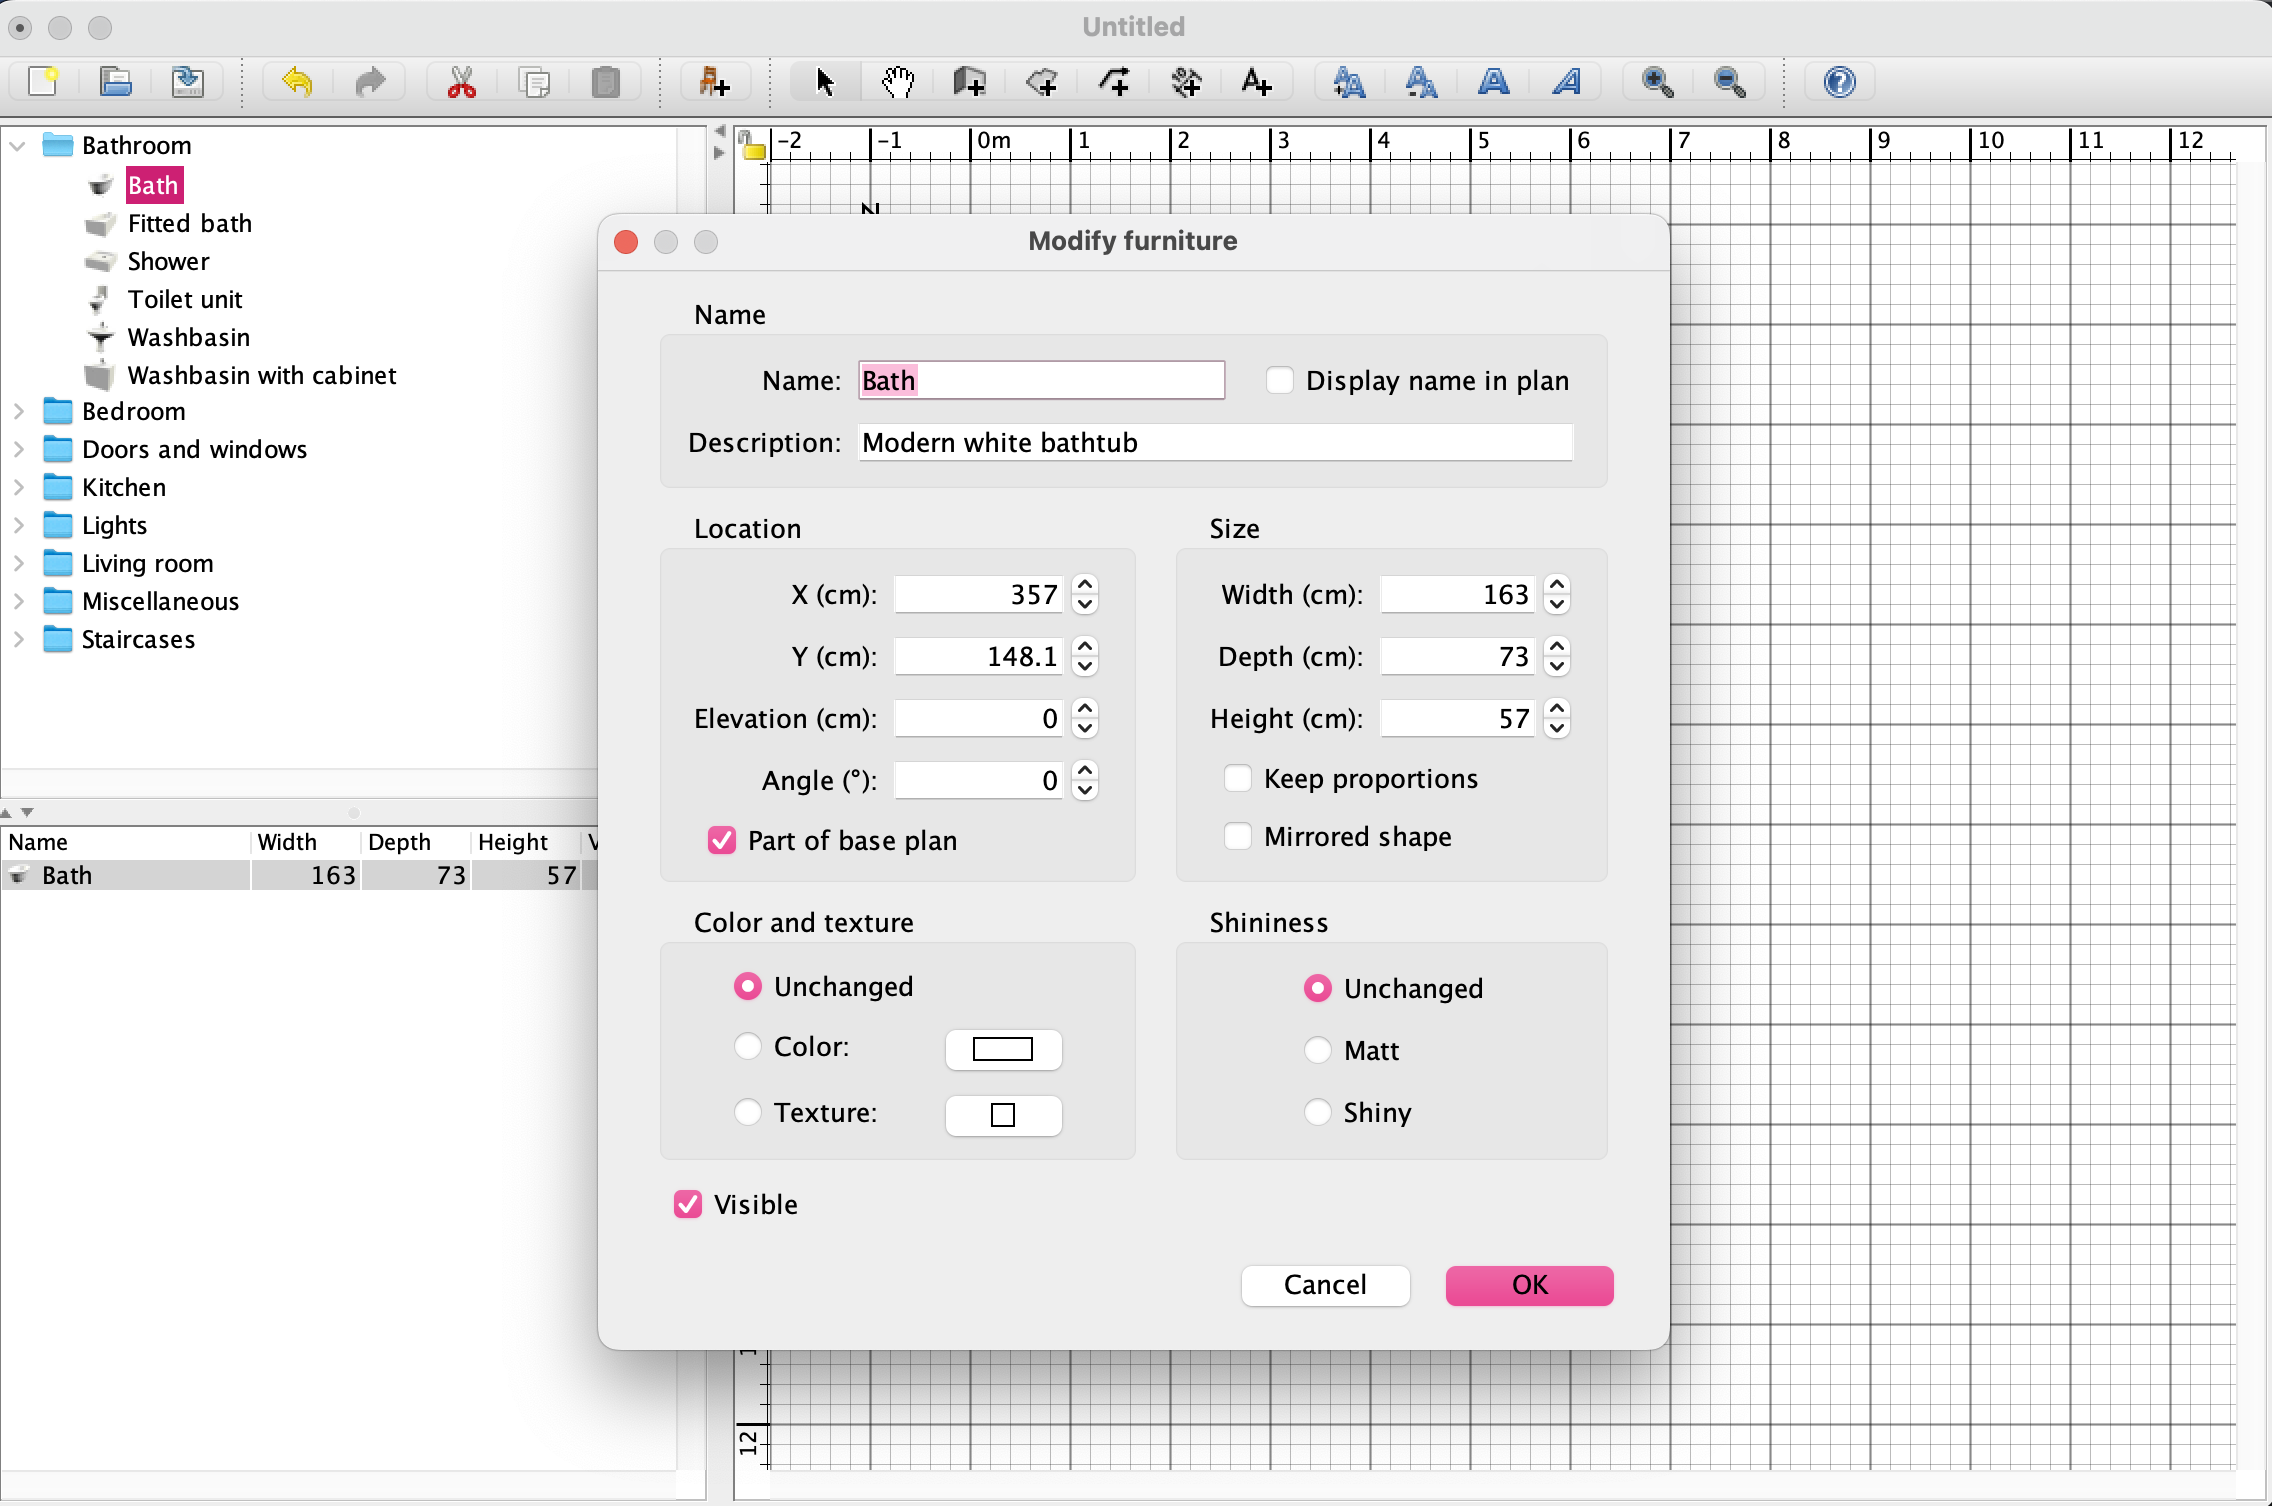 Untitled
-2 -1 0m 1 2 3 4 5 6 7 8 9 10 11 12
Bathroom
Bath
Fitted bath
Shower
Toilet unit
Washbasin
Washbasin with cabinet
Bedroom
Doors and windows
Kitchen
Lights
Living room
Miscellaneous
Staircases
Name Width Depth Height V
Bath 163 73 57
Modify furniture
Name
Name: Bath Display name in plan
Description: Modern white bathtub
Location
X (cm): 357
Y (cm): 148.1
Elevation (cm): 0
Angle (°): 0
Part of base plan
Size
Width (cm): 163
Depth (cm): 73
Height (cm): 57
Keep proportions
Mirrored shape
Color and texture
Unchanged
Color:
Texture:
Shininess
Unchanged
Matt
Shiny
Visible
Cancel OK
12